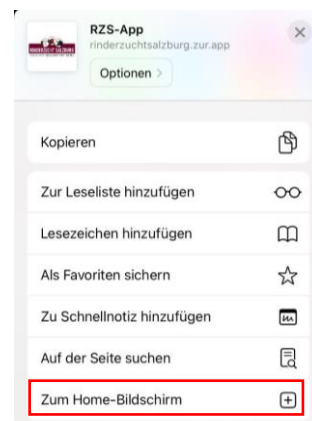 RZS-App
rinderzuchtsalzburg.zur.app
Optionen
Kopieren
Zur Leseliste hinzufügen
Lesezeichen hinzufügen
Als Favoriten sichern
Zu Schnellnotiz hinzufügen
Auf der Seite suchen
Zum Home-Bildschirm